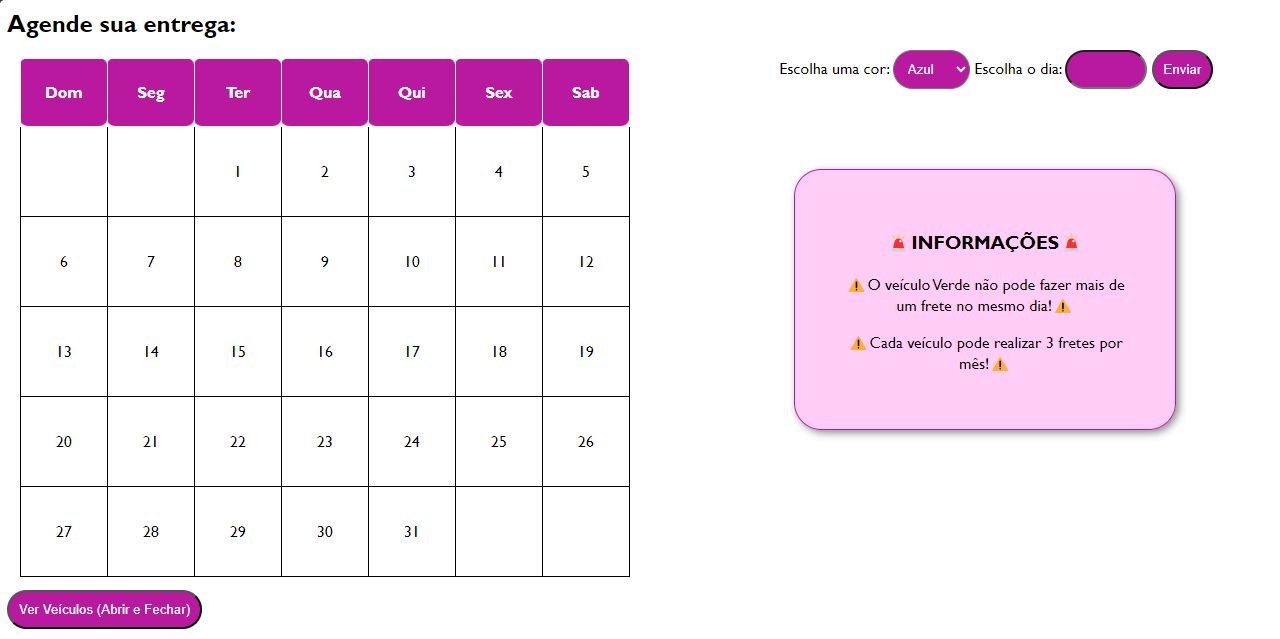 Agende sua entrega:
Escolha uma cor: Azul Escolha o dia: Enviar
Dom Seg Ter Qua Qui Sex Sab
1 2 3 4 5
6 7 8 9 10 11 12
13 14 15 16 17 18 19
20 21 22 23 24 25 26
27 28 29 30 31
🚨 INFORMAÇÕES 🚨
⚠️ O veículo Verde não pode fazer mais de
um frete no mesmo dia! ⚠️
⚠️ Cada veículo pode realizar 3 fretes por
mês! ⚠️
Ver Veículos (Abrir e Fechar)